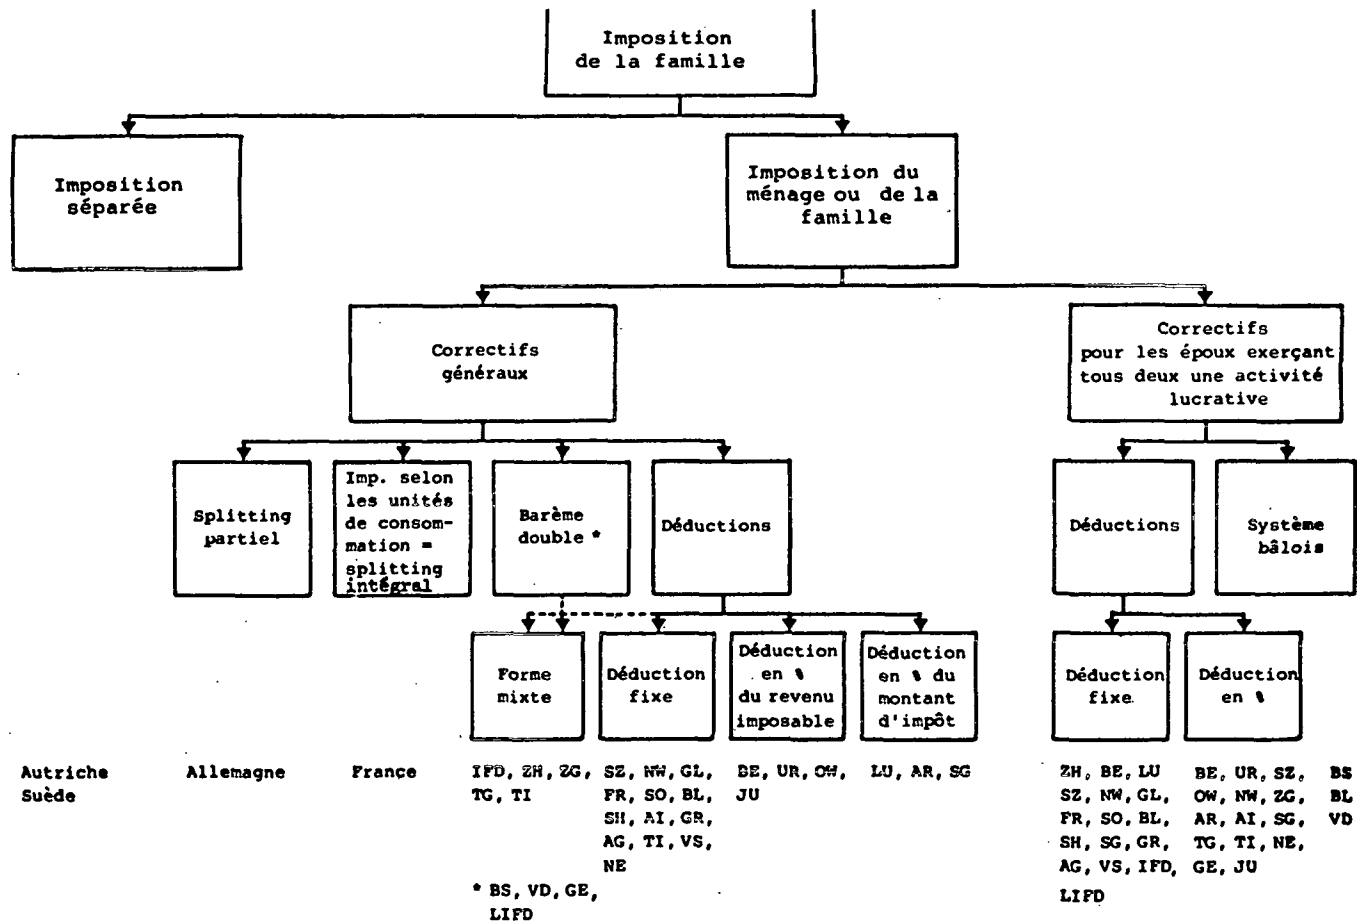 Imposition
de la famille
Imposition
séparée
Imposition du
ménage ou de la
famille
Correctifs
généraux
Correctifs
pour les époux exerçant
tous deux une activité
lucrative
Splitting
partiel
Imp. selon
les unités
de consom-
mation =
splitting
intégral
Barème
double *
Déductions
Déductions
Système
bâlois
Forme
mixte
Déduction
fixe
Déduction
en %
du revenu
imposable
Déduction
en % du
montant
d'impôt
Déduction
fixe
Déduction
en %
Autriche
Suède
Allemagne
France
IFD, ZH, ZG,
TG, TI
* BS, VD, GE,
LIFD
SZ, NW, GL,
FR, SO, BL,
SH, AI, GR,
AG, TI, VS,
NE
BE, UR, OW,
JU
LU, AR, SG
ZH, BE, LU
SZ, NW, GL,
FR, SO, BL,
SH, SG, GR,
AG, VS, IFD,
LIFD
BE, UR, SZ,
OW, NW, ZG,
AR, AI, SG,
TG, TI, NE,
GE, JU
BS
BL
VD